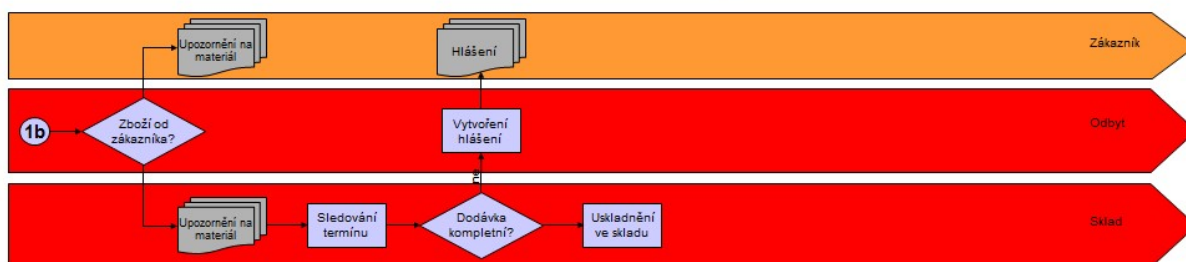 Upozornění na
materiál
Hlášení
Zákazník
1b
Zboží od
zákazníka?
Vytvoření
hlášení
Odbyt
ne
Upozornění na
materiál
Sledování
termínu
Dodávka
kompletní?
Uskladnění
ve skladu
Sklad